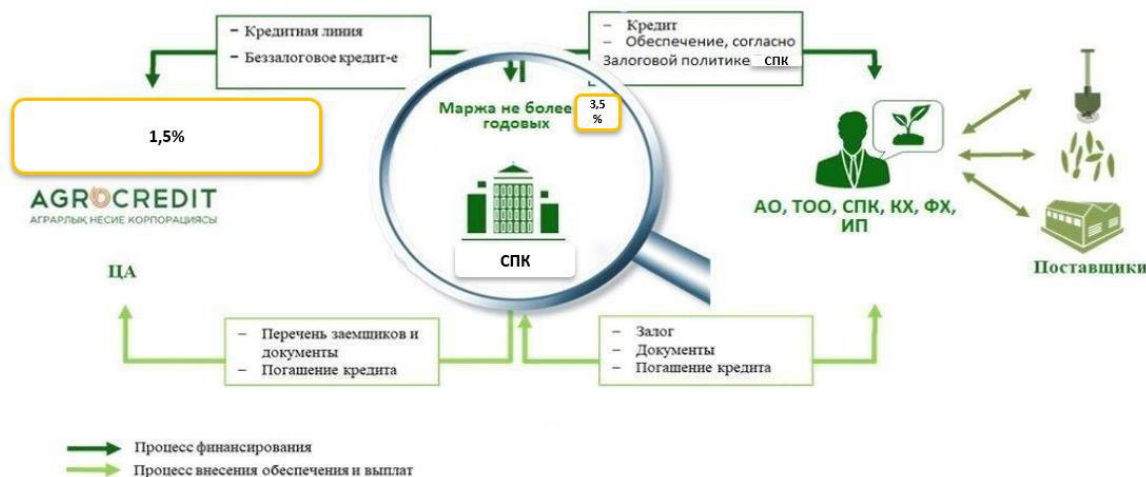 – Кредитная линия
– Беззалоговое кредит-е
– Кредит
– Обеспечение, согласно
Залоговой политике СПК
1,5%
Маржа не более 3,5 %
годовых
AGROCREDIT
АГРАРЛЫҚ НЕСИЕ КОРПОРАЦИЯСЫ
ЦА
СПК
АО, ТОО, СПК, КХ, ФХ,
ИП
Поставщики
– Перечень заемщиков и
документы
– Погашение кредита
– Залог
– Документы
– Погашение кредита
Процесс финансирования
Процесс внесения обеспечения и выплат